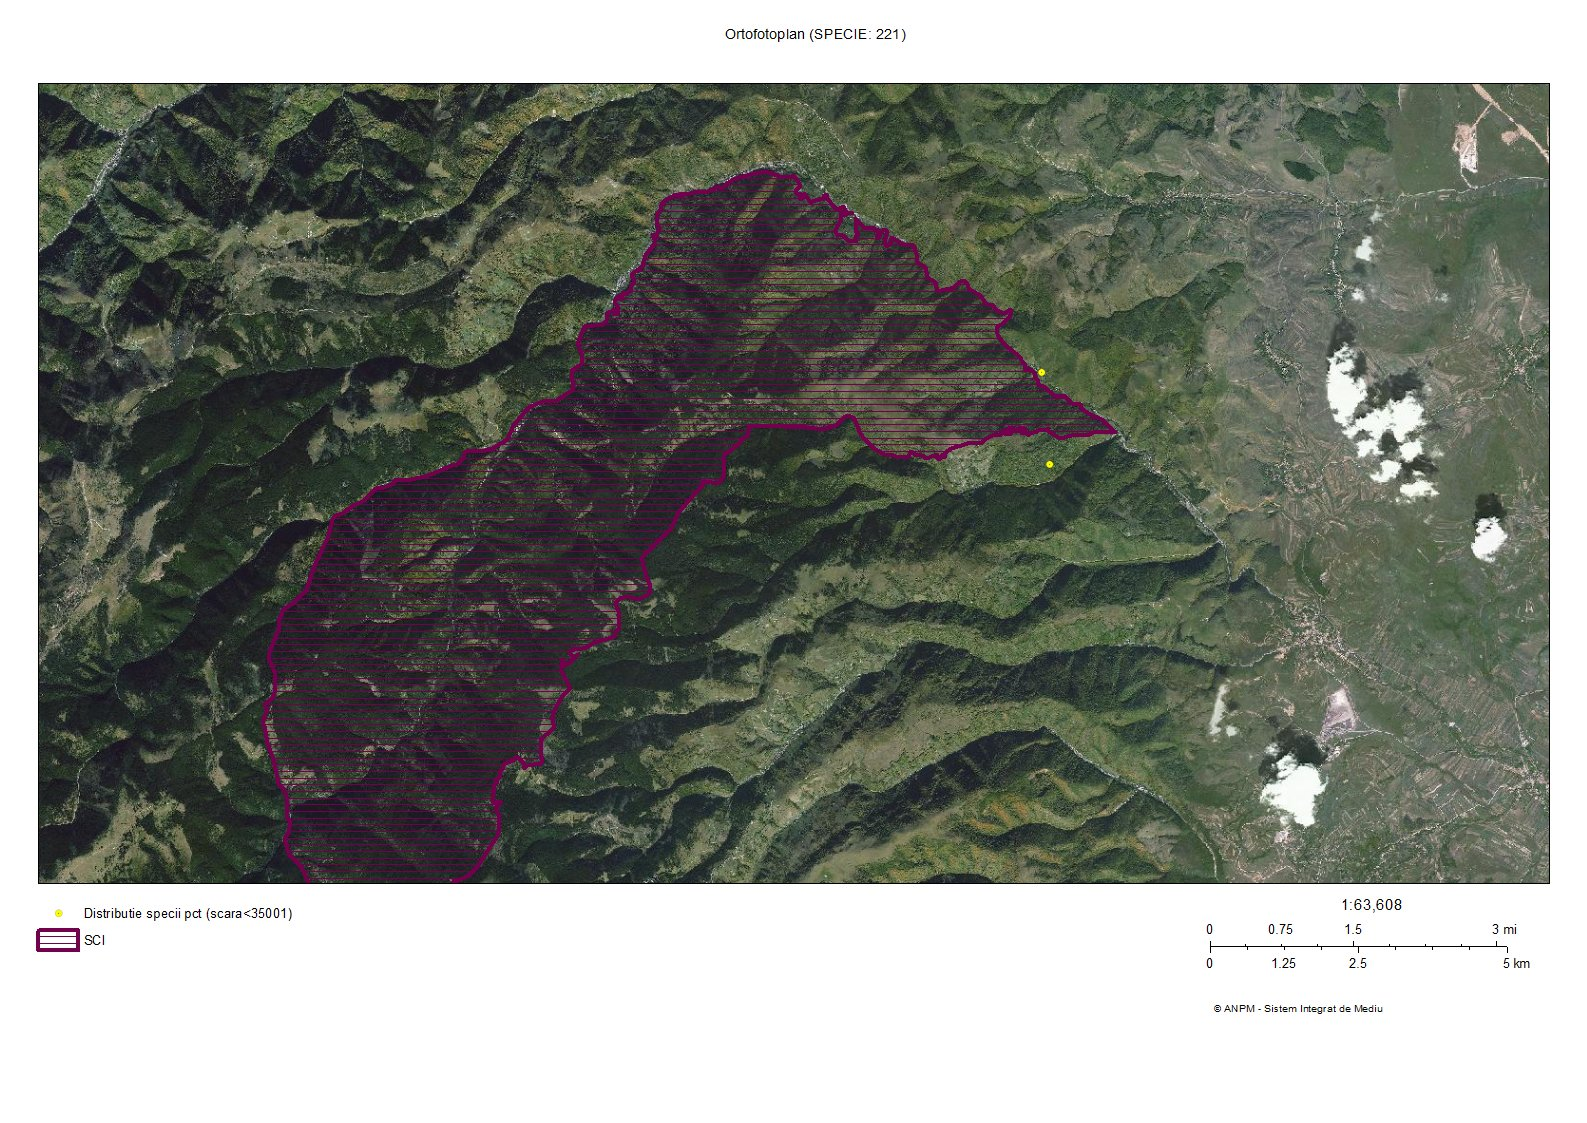 Ortofotoplan (SPECIE: 221)
Distributie specii pct (scara<35001)
SCI
1:63,608
0 0.75 1.5 3 mi
0 1.25 2.5 5 km
© ANPM - Sistem Integrat de Mediu